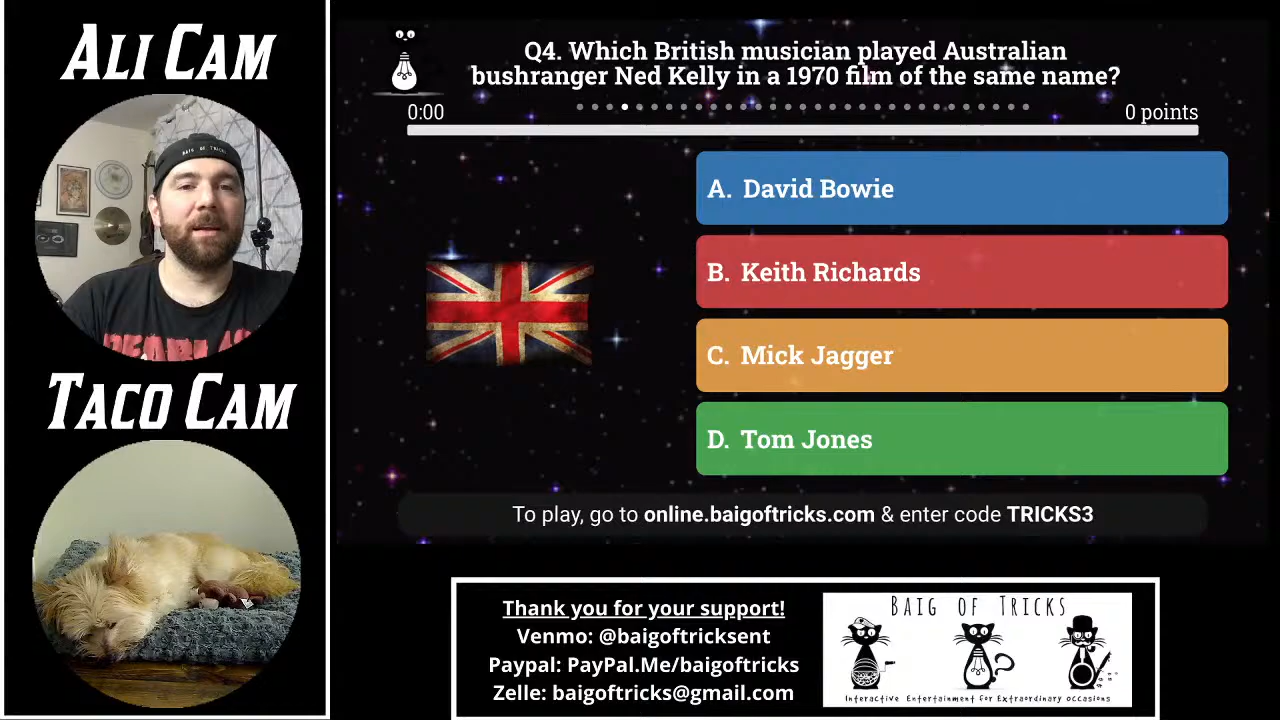 ALI CAM
BAIG OF TRICKS
TACO CAM
Q4. Which British musician played Australian
bushranger Ned Kelly in a 1970 film of the same name?
0:00
0 points
A. David Bowie
B. Keith Richards
C. Mick Jagger
D. Tom Jones
To play, go to online.baigoftricks.com & enter code TRICKS3
Thank you for your support!
Venmo: @baigoftricksent
Paypal: PayPal.Me/baigoftricks
Zelle: baigoftricks@gmail.com
BAIG OF TRICKS
Interactive Entertainment for Extraordinary occasions